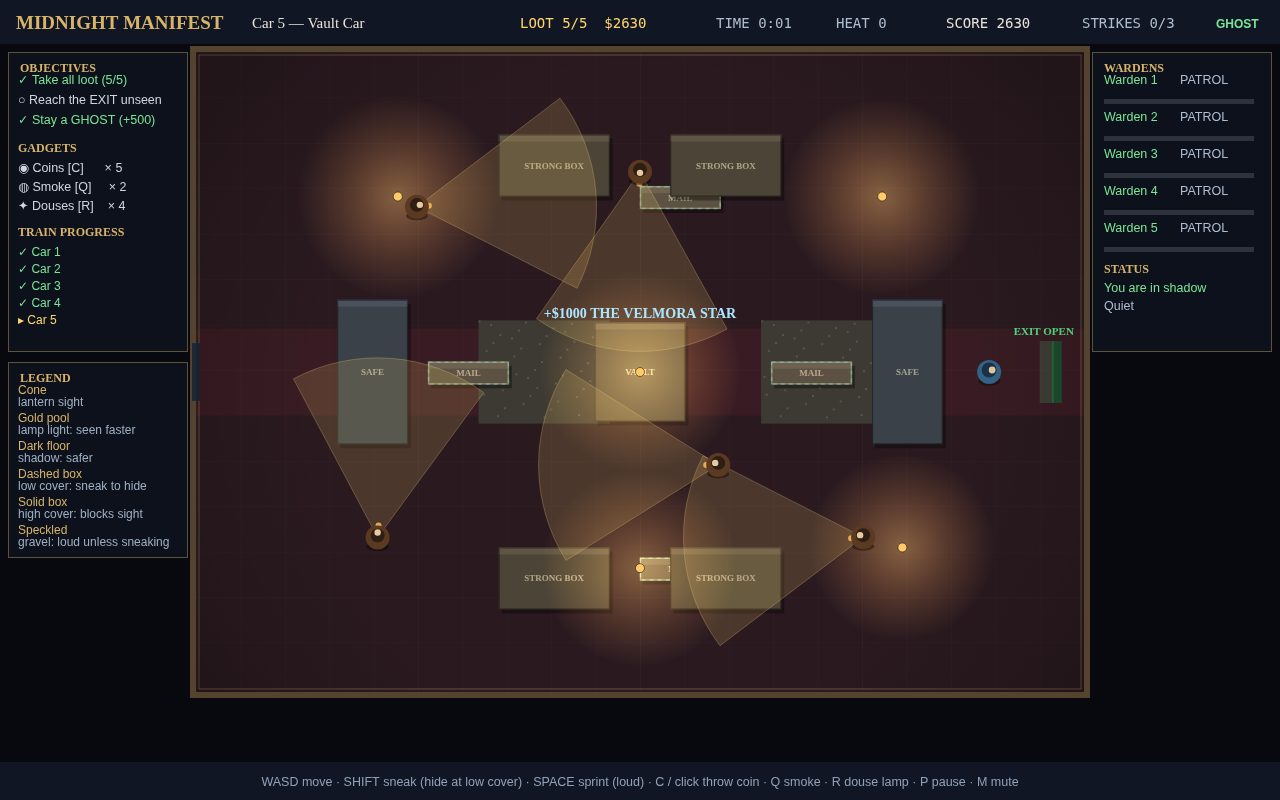 MIDNIGHT MANIFEST
Car 5 — Vault Car
LOOT 5/5 $2630
TIME 0:01
HEAT 0
SCORE 2630
STRIKES 0/3
GHOST
OBJECTIVES
✓ Take all loot (5/5)
○ Reach the EXIT unseen
✓ Stay a GHOST (+500)
GADGETS
◉ Coins [C] × 5
◍ Smoke [Q] × 2
✦ Douses [R] × 4
TRAIN PROGRESS
✓ Car 1
✓ Car 2
✓ Car 3
✓ Car 4
▸ Car 5
LEGEND
Cone
lantern sight
Gold pool
lamp light: seen faster
Dark floor
shadow: safer
Dashed box
low cover: sneak to hide
Solid box
high cover: blocks sight
Speckled
gravel: loud unless sneaking
STRONG BOX
STRONG BOX
MAIL
+$1000 THE VELMORA STAR
EXIT OPEN
SAFE
MAIL
VAULT
MAIL
SAFE
STRONG BOX
STRONG BOX
WARDENS
Warden 1 PATROL
Warden 2 PATROL
Warden 3 PATROL
Warden 4 PATROL
Warden 5 PATROL
STATUS
You are in shadow
Quiet
WASD move · SHIFT sneak (hide at low cover) · SPACE sprint (loud) · C / click throw coin · Q smoke · R douse lamp · P pause · M mute